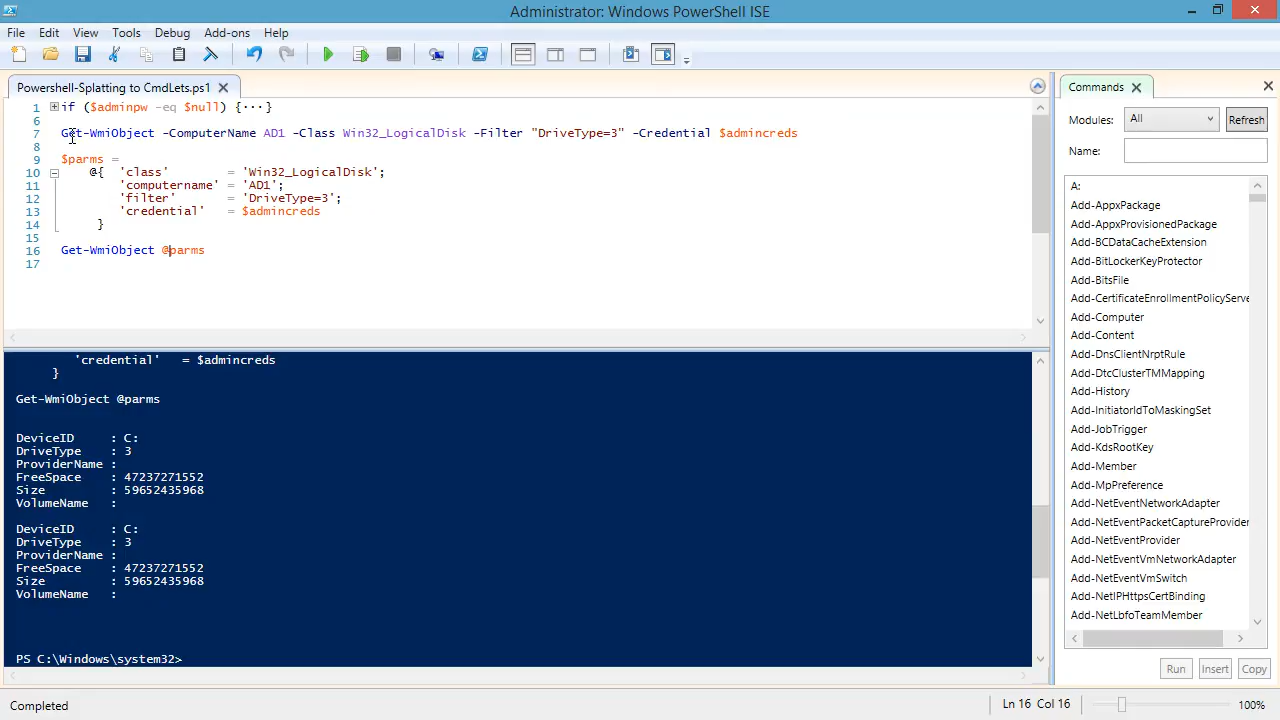 Administrator: Windows PowerShell ISE
File Edit View Tools Debug Add-ons Help
Powershell-Splatting to CmdLets.ps1
1 if ($adminpw -eq $null) {...}
6
7 Get-WmiObject -ComputerName AD1 -Class Win32_LogicalDisk -Filter "DriveType=3" -Credential $admincreds
8
9 $parms =
10 @{ 'class' = 'Win32_LogicalDisk';
11 'computername' = 'AD1';
12 'filter' = 'DriveType=3';
13 'credential' = $admincreds
14 }
15
16 Get-WmiObject @parms
17
'credential' = $admincreds
}
Get-WmiObject @parms
DeviceID : C:
DriveType : 3
ProviderName :
FreeSpace : 47237271552
Size : 59652435968
VolumeName :
DeviceID : C:
DriveType : 3
ProviderName :
FreeSpace : 47237271552
Size : 59652435968
VolumeName :
PS C:\Windows\system32>
Commands
Modules: All Refresh
Name:
A:
Add-AppxPackage
Add-AppxProvisionedPackage
Add-BCDataCacheExtension
Add-BitLockerKeyProtector
Add-BitsFile
Add-CertificateEnrollmentPolicyServe
Add-Computer
Add-Content
Add-DnsClientNrptRule
Add-DtcClusterTMMapping
Add-History
Add-InitiatorIdToMaskingSet
Add-JobTrigger
Add-KdsRootKey
Add-Member
Add-MpPreference
Add-NetEventNetworkAdapter
Add-NetEventPacketCaptureProvider
Add-NetEventProvider
Add-NetEventVmNetworkAdapter
Add-NetEventVmSwitch
Add-NetIPHttpsCertBinding
Add-NetLbfoTeamMember
Run Insert Copy
Completed
Ln 16 Col 16
100%